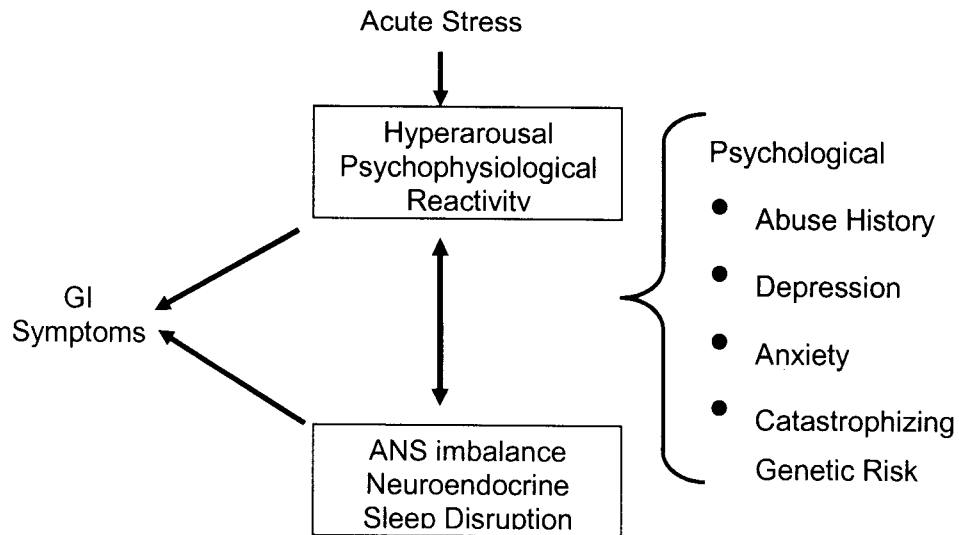 Acute Stress
Hyperarousal
Psychophysiological
Reactivity
GI
Symptoms
ANS imbalance
Neuroendocrine
Sleep Disruption
Psychological
● Abuse History
● Depression
● Anxiety
● Catastrophizing
Genetic Risk